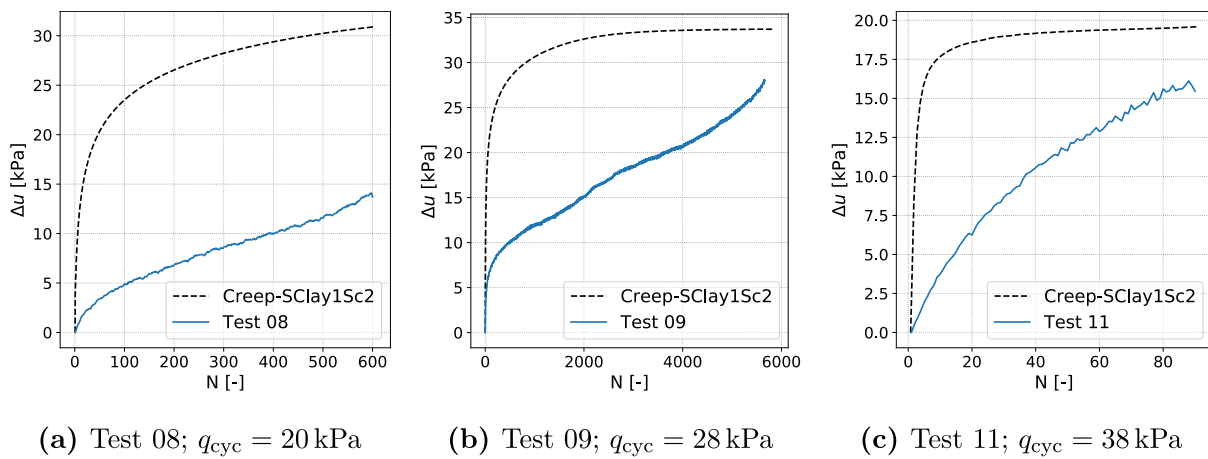 30
25
20
15
10
5
0
Δu [kPa]
0 100 200 300 400 500 600
N [-]
Creep-SClay1Sc2
Test 08
35
30
25
20
15
10
5
0
Δu [kPa]
0 2000 4000 6000
N [-]
Creep-SClay1Sc2
Test 09
20.0
17.5
15.0
12.5
10.0
7.5
5.0
2.5
0.0
Δu [kPa]
0 20 40 60 80
N [-]
Creep-SClay1Sc2
Test 11
(a) Test 08; q_cyc = 20 kPa
(b) Test 09; q_cyc = 28 kPa
(c) Test 11; q_cyc = 38 kPa